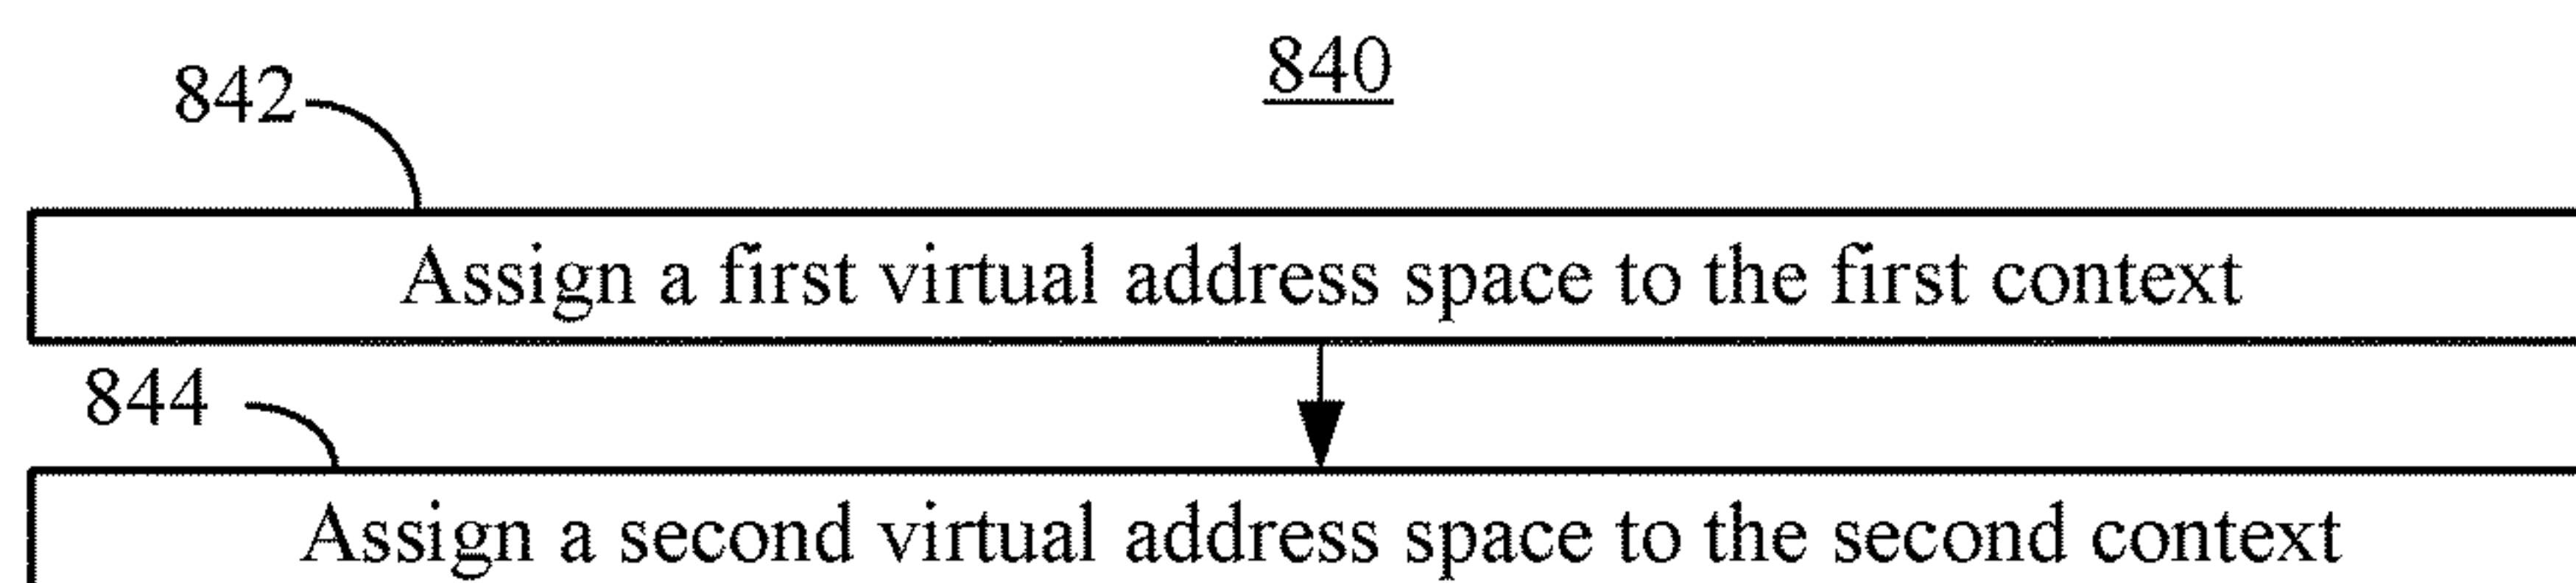 840
842
Assign a first virtual address space to the first context
844
Assign a second virtual address space to the second context